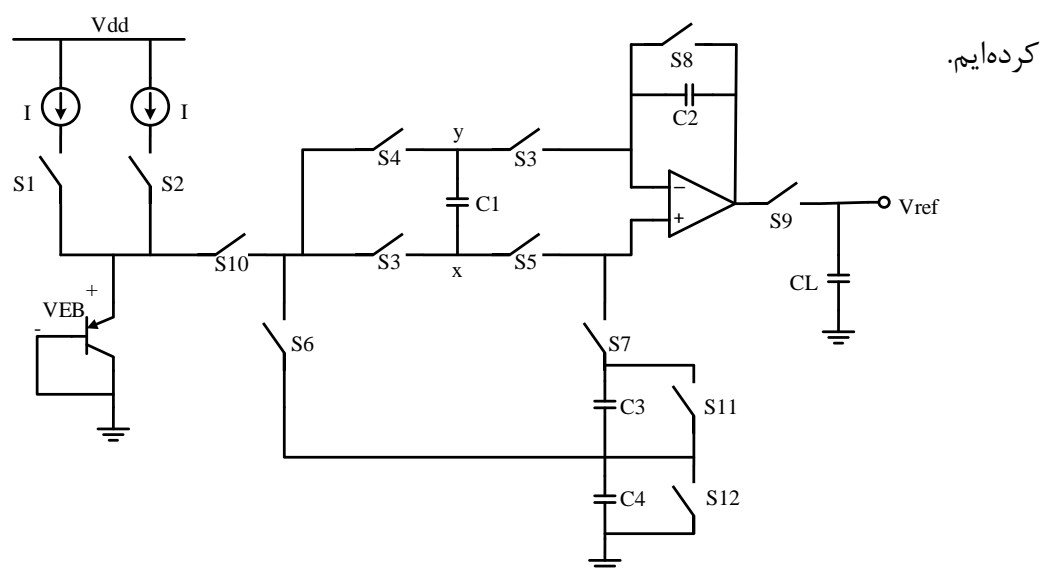 کرده‌ایم.
Vdd
I
I
S1
S2
S10
VEB
+
-
S4
y
S3
C1
S3
x
S5
S6
S8
C2
−
+
S9
Vref
CL
S7
C3
S11
C4
S12